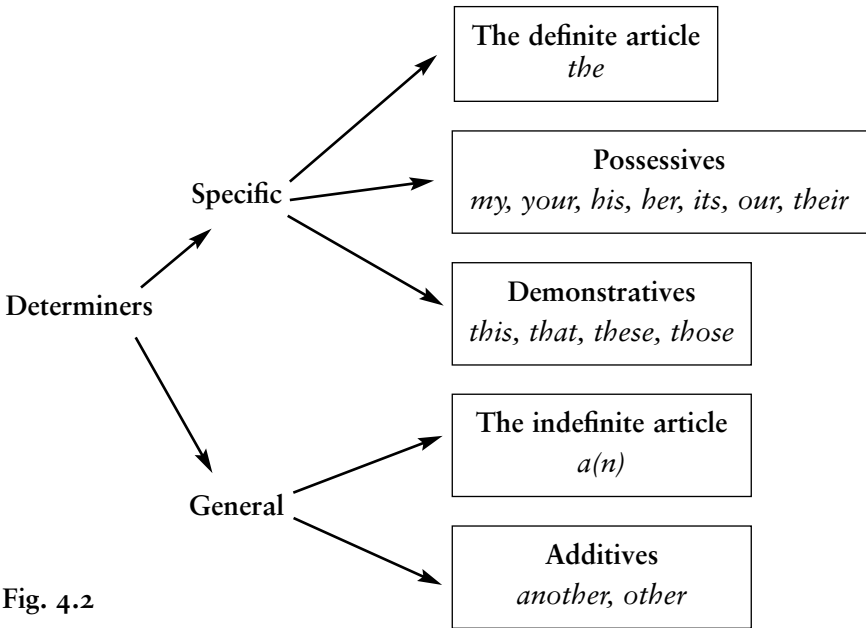 The definite article
the
Possessives
my, your, his, her, its, our, their
Specific
Demonstratives
this, that, these, those
Determiners
The indefinite article
a(n)
General
Additives
another, other
Fig. 4.2